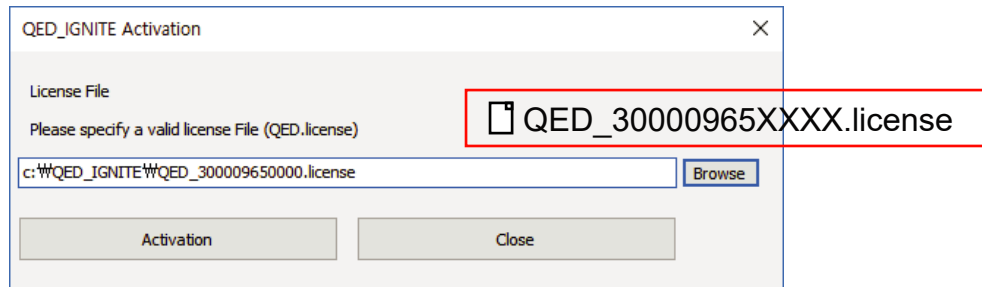 QED_IGNITE Activation
License File
Please specify a valid license File (QED.license)
QED_30000965XXXX.license
c:₩QED_IGNITE₩QED_300009650000.license
Browse
Activation
Close